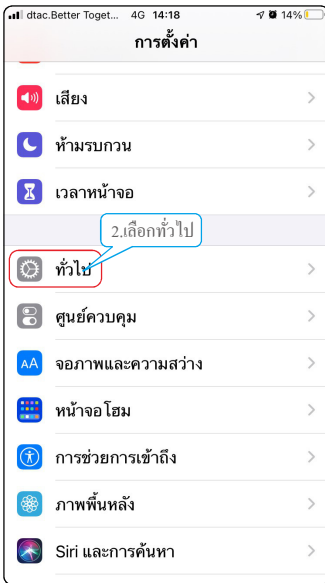 dtac.Better Toget... 4G 14:18 14%
การตั้งค่า
เสียง
ห้ามรบกวน
เวลาหน้าจอ
2.เลือกทั่วไป
ทั่วไป
ศูนย์ควบคุม
AA จอภาพและความสว่าง
หน้าจอโฮม
การช่วยการเข้าถึง
ภาพพื้นหลัง
Siri และการค้นหา